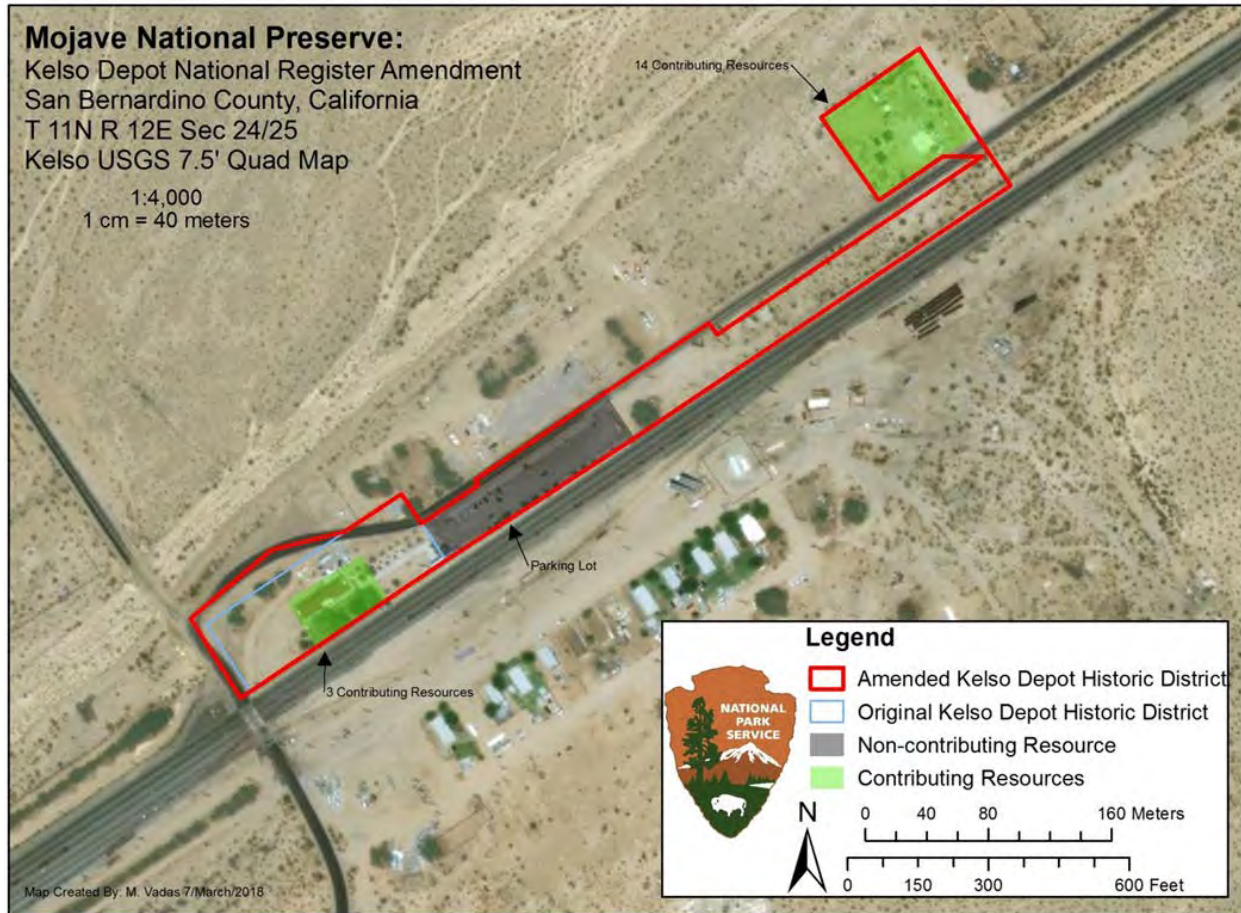 Mojave National Preserve:
Kelso Depot National Register Amendment
San Bernardino County, California
T 11N R 12E Sec 24/25
Kelso USGS 7.5' Quad Map
1:4,000
1 cm = 40 meters
14 Contributing Resources
Parking Lot
3 Contributing Resources
Legend
Amended Kelso Depot Historic District
Original Kelso Depot Historic District
Non-contributing Resource
Contributing Resources
NATIONAL
PARK
SERVICE
N
0 40 80 160 Meters
0 150 300 600 Feet
Map Created By: M. Vadas 7/March/2018